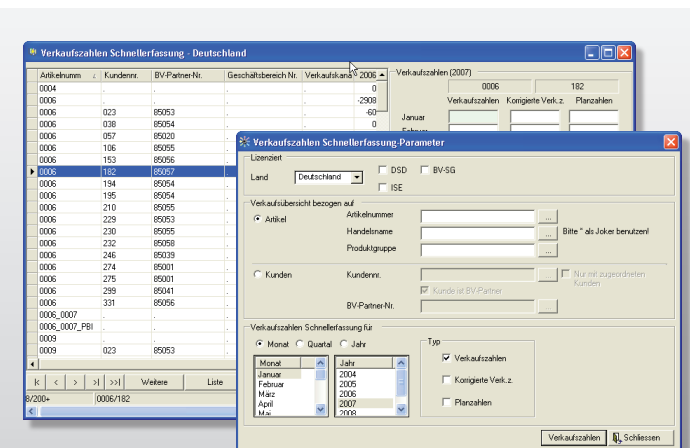 Verkaufszahlen Schnellerfassung - Deutschland
Artikelnumm Kundennr. BV-Partner-Nr. Geschäftsbereich Nr. Verkaufskana 2006
0004 . . . . 0
0006 . . . . -2908
0006 023 85053 . . -60
0006 038 85054 . . 0
0006 057 85020
0006 106 85055
0006 153 85056
0006 182 85057
0006 194 85054
0006 195 85054
0006 210 85055
0006 229 85053
0006 230 85055
0006 232 85058
0006 246 85039
0006 274 85001
0006 275 85001
0006 299 85041
0006 331 85056
0006_0007 . .
0006_0007_PBI . .
0009 . .
0009 023 85053
|< < > >| >>| Weitere Liste
8/200+ 0006/182
Verkaufszahlen (2007)
0006 182
Verkaufszahlen Korrigierte Verk.z. Planzahlen
Januar
Februar
Verkaufszahlen Schnellerfassung-Parameter
Lizenziert
Land Deutschland DSD BV-SG
ISE
Verkaufsübersicht bezogen auf
Artikel Artikelnummer ...
Handelsname ... Bitte * als Joker benutzen!
Produktgruppe ...
Kunden Kundennr. ... Nur mit zugeordneten Kunden
Kunde ist BV-Partner
BV-Partner-Nr. ...
Verkaufszahlen Schnellerfassung für
Monat Quartal Jahr
Monat
Januar
Februar
März
April
Mai
Jahr
2004
2005
2006
2007
2008
Typ
Verkaufszahlen
Korrigierte Verk.z.
Planzahlen
Verkaufszahlen Schliessen